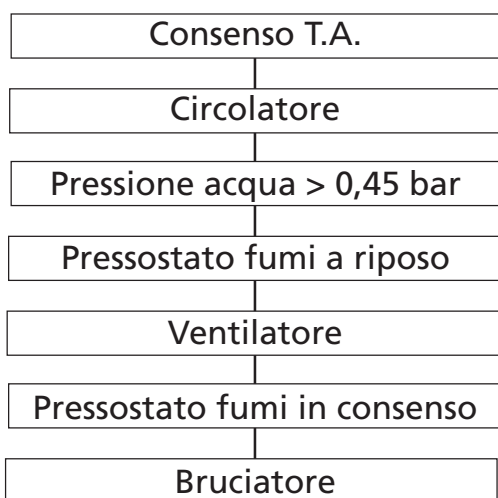 Consenso T.A.
Circolatore
Pressione acqua > 0,45 bar
Pressostato fumi a riposo
Ventilatore
Pressostato fumi in consenso
Bruciatore